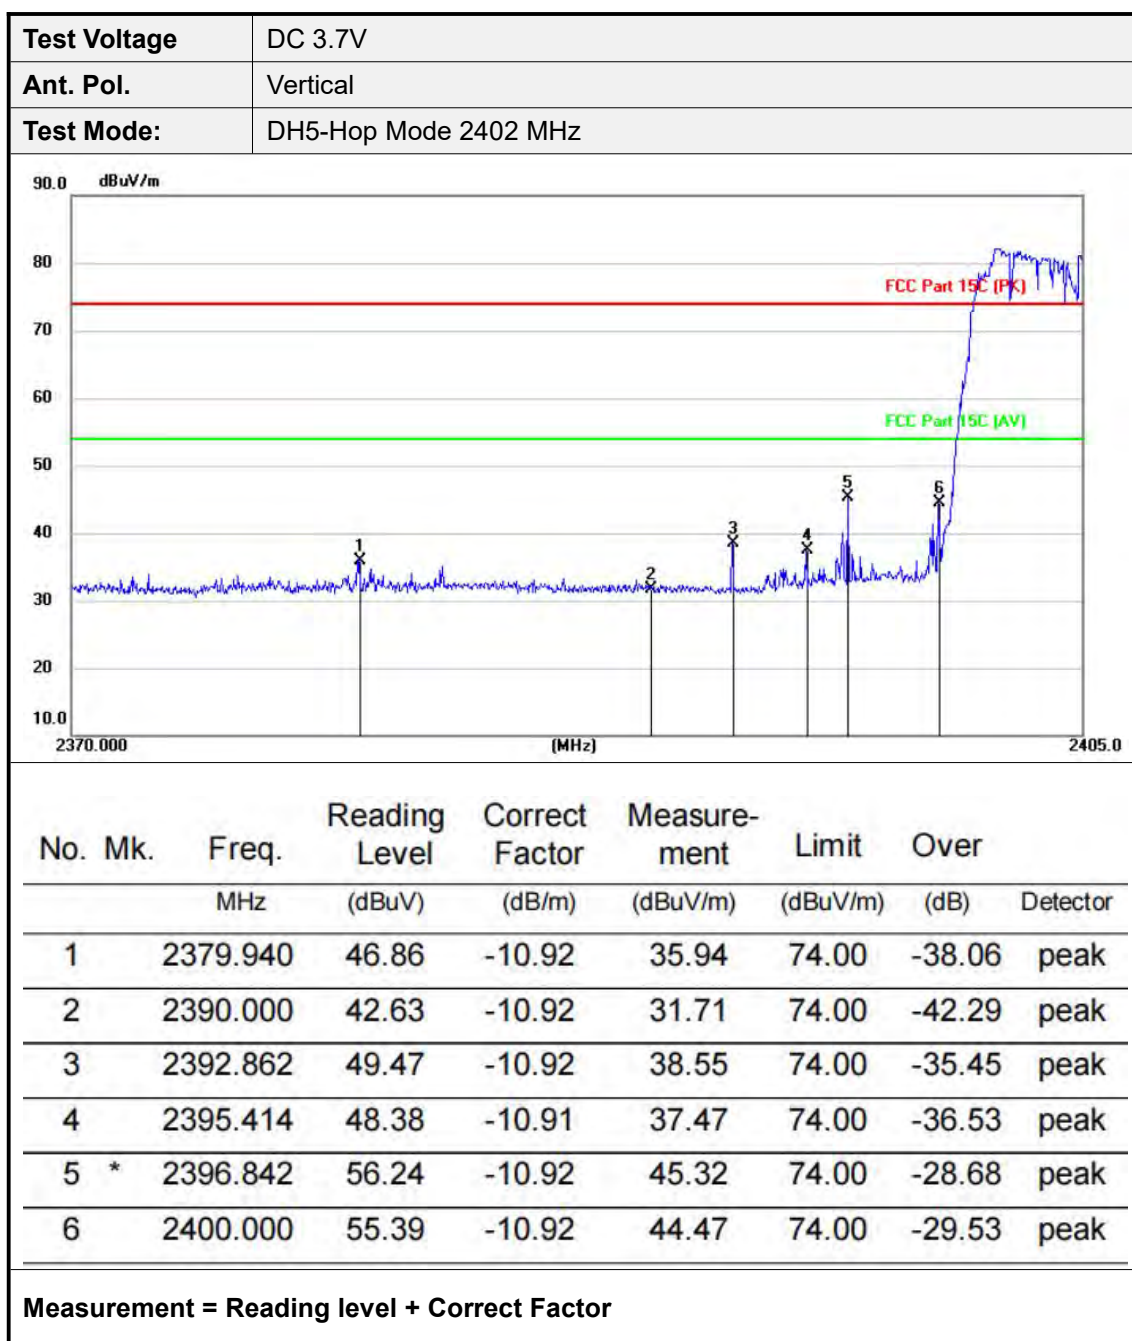 Test Voltage DC 3.7V
Ant. Pol. Vertical
Test Mode: DH5-Hop Mode 2402 MHz
90.0 dBuV/m
80
FCC Part 15C (PK)
70
60
FCC Part 15C (AV)
50
5
6
40
3
4
1
2
30
20
10.0
2370.000 (MHz) 2405.0
No. Mk. Freq. Reading Level Correct Factor Measure-ment Limit Over
MHz (dBuV) (dB/m) (dBuV/m) (dBuV/m) (dB) Detector
1 2379.940 46.86 -10.92 35.94 74.00 -38.06 peak
2 2390.000 42.63 -10.92 31.71 74.00 -42.29 peak
3 2392.862 49.47 -10.92 38.55 74.00 -35.45 peak
4 2395.414 48.38 -10.91 37.47 74.00 -36.53 peak
5 * 2396.842 56.24 -10.92 45.32 74.00 -28.68 peak
6 2400.000 55.39 -10.92 44.47 74.00 -29.53 peak
Measurement = Reading level + Correct Factor